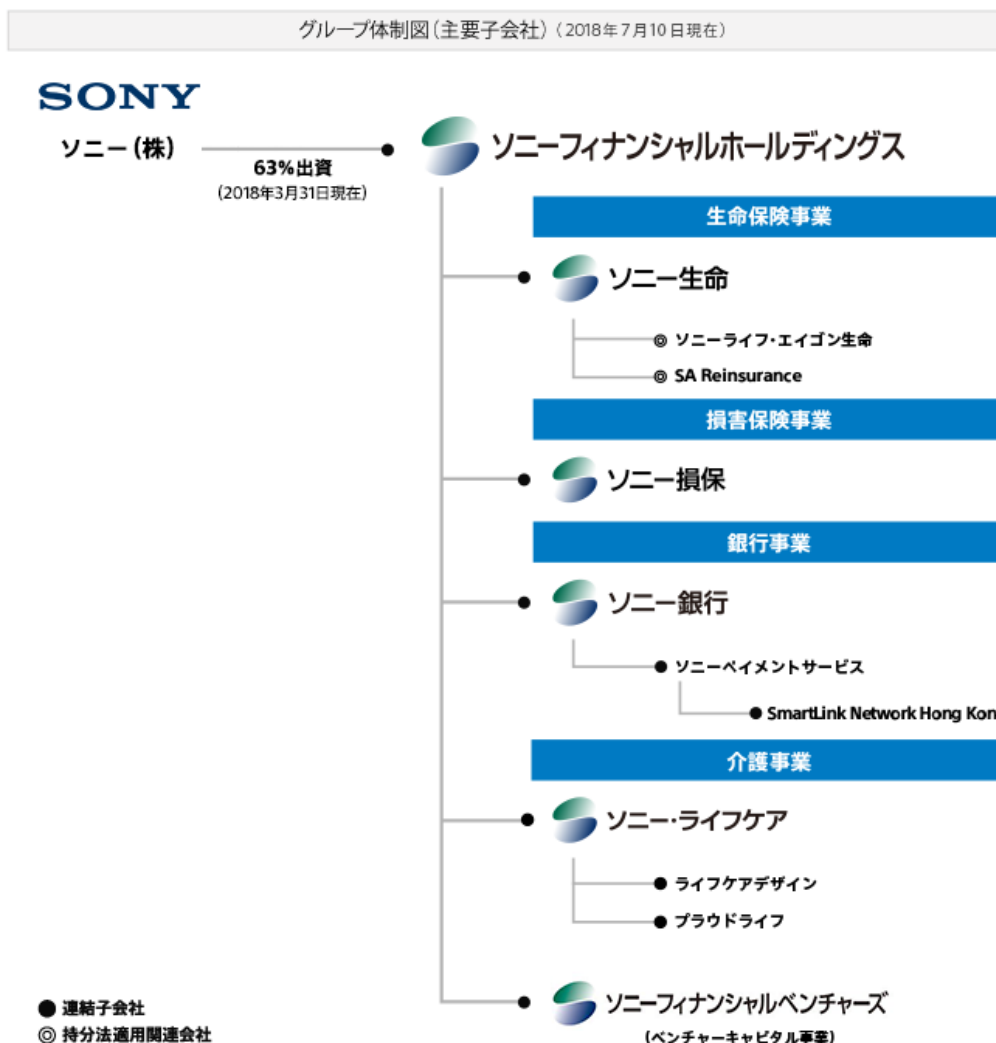 グループ体制図(主要子会社)(2018年7月10日現在)
SONY
ソニー(株)
63%出資
(2018年3月31日現在)
ソニーフィナンシャルホールディングス
生命保険事業
ソニー生命
◎ ソニーライフ・エイゴン生命
◎ SA Reinsurance
損害保険事業
ソニー損保
銀行事業
ソニー銀行
● ソニーペイメントサービス
● SmartLink Network Hong Kon
介護事業
ソニー・ライフケア
● ライフケアデザイン
● プラウドライフ
ソニーフィナンシャルベンチャーズ
(ベンチャーキャピタル事業)
● 連結子会社
◎ 持分法適用関連会社